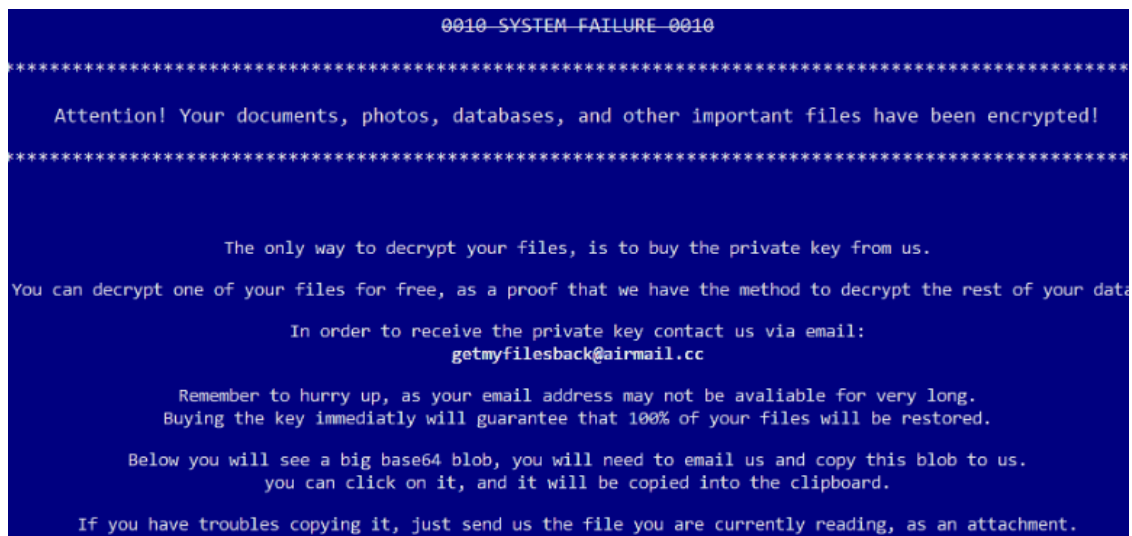 0010 SYSTEM FAILURE 0010
*********************************************************************************************
Attention! Your documents, photos, databases, and other important files have been encrypted!
*********************************************************************************************
The only way to decrypt your files, is to buy the private key from us.
You can decrypt one of your files for free, as a proof that we have the method to decrypt the rest of your data
In order to receive the private key contact us via email:
getmyfilesback@airmail.cc
Remember to hurry up, as your email address may not be avaliable for very long.
Buying the key immediatly will guarantee that 100% of your files will be restored.
Below you will see a big base64 blob, you will need to email us and copy this blob to us.
you can click on it, and it will be copied into the clipboard.
If you have troubles copying it, just send us the file you are currently reading, as an attachment.